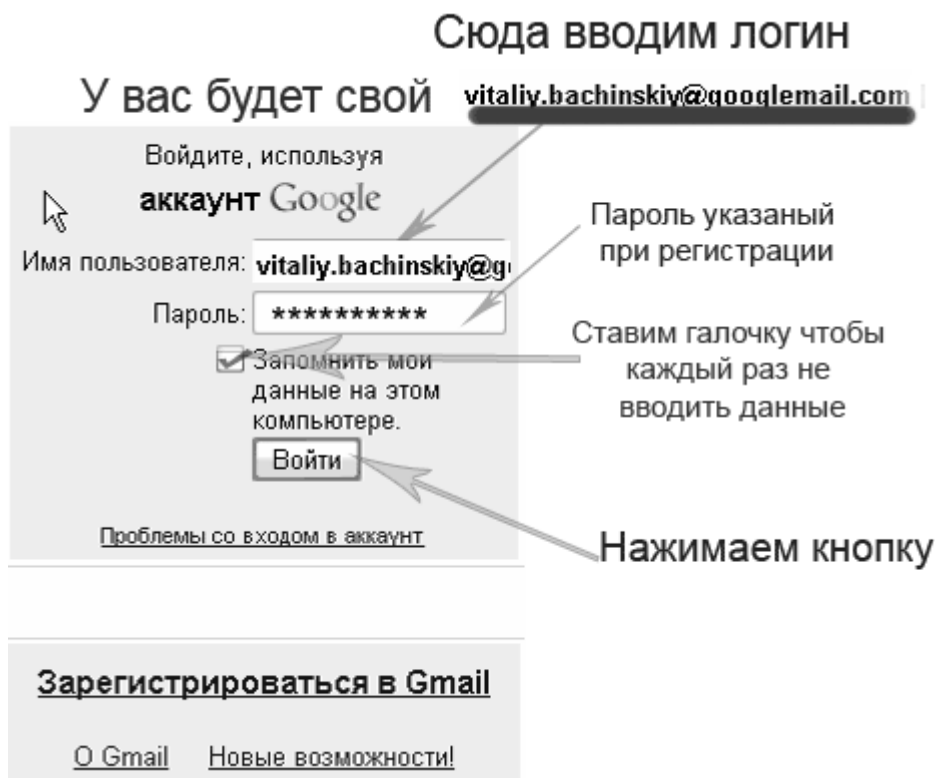 Сюда вводим логин
У вас будет свой vitaliy.bachinskiy@googlemail.com
Войдите, используя
аккаунт Google
Имя пользователя: vitaliy.bachinskiy@g
Пароль: **********
Запомнить мои
данные на этом
компьютере.
Войти
Проблемы со входом в аккаунт
Пароль указаный
при регистрации
Ставим галочку чтобы
каждый раз не
вводить данные
Нажимаем кнопку
Зарегистрироваться в Gmail
О Gmail Новые возможности!